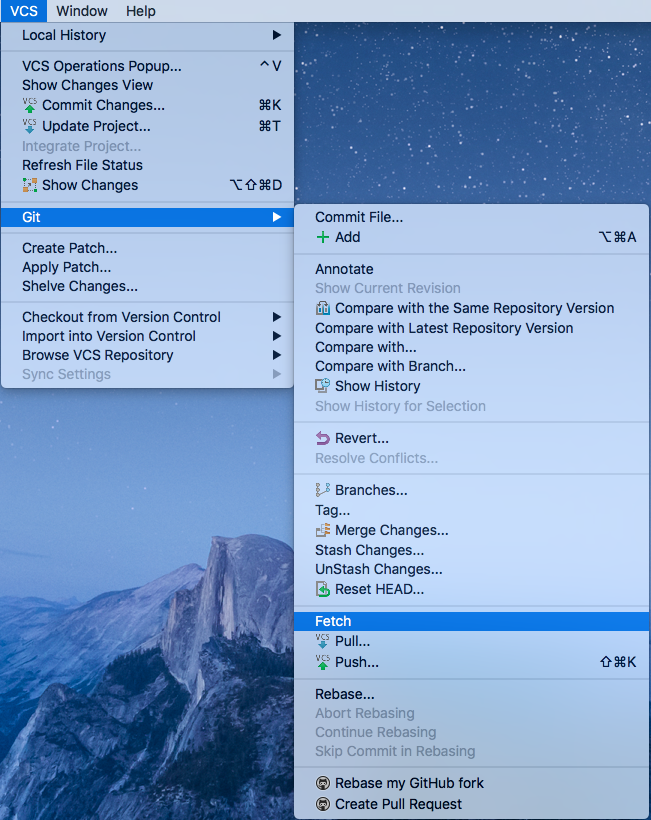 VCS Window Help
Local History
VCS Operations Popup... ^V
Show Changes View
VCS Commit Changes... ⌘K
VCS Update Project... ⌘T
Integrate Project...
Refresh File Status
Show Changes ⌥⇧⌘D
Git
Create Patch...
Apply Patch...
Shelve Changes...
Checkout from Version Control
Import into Version Control
Browse VCS Repository
Sync Settings
Commit File...
Add ⌥⌘A
Annotate
Show Current Revision
Compare with the Same Repository Version
Compare with Latest Repository Version
Compare with...
Compare with Branch...
Show History
Show History for Selection
Revert...
Resolve Conflicts...
Branches...
Tag...
Merge Changes...
Stash Changes...
UnStash Changes...
Reset HEAD...
Fetch
VCS Pull...
VCS Push... ⇧⌘K
Rebase...
Abort Rebasing
Continue Rebasing
Skip Commit in Rebasing
Rebase my GitHub fork
Create Pull Request